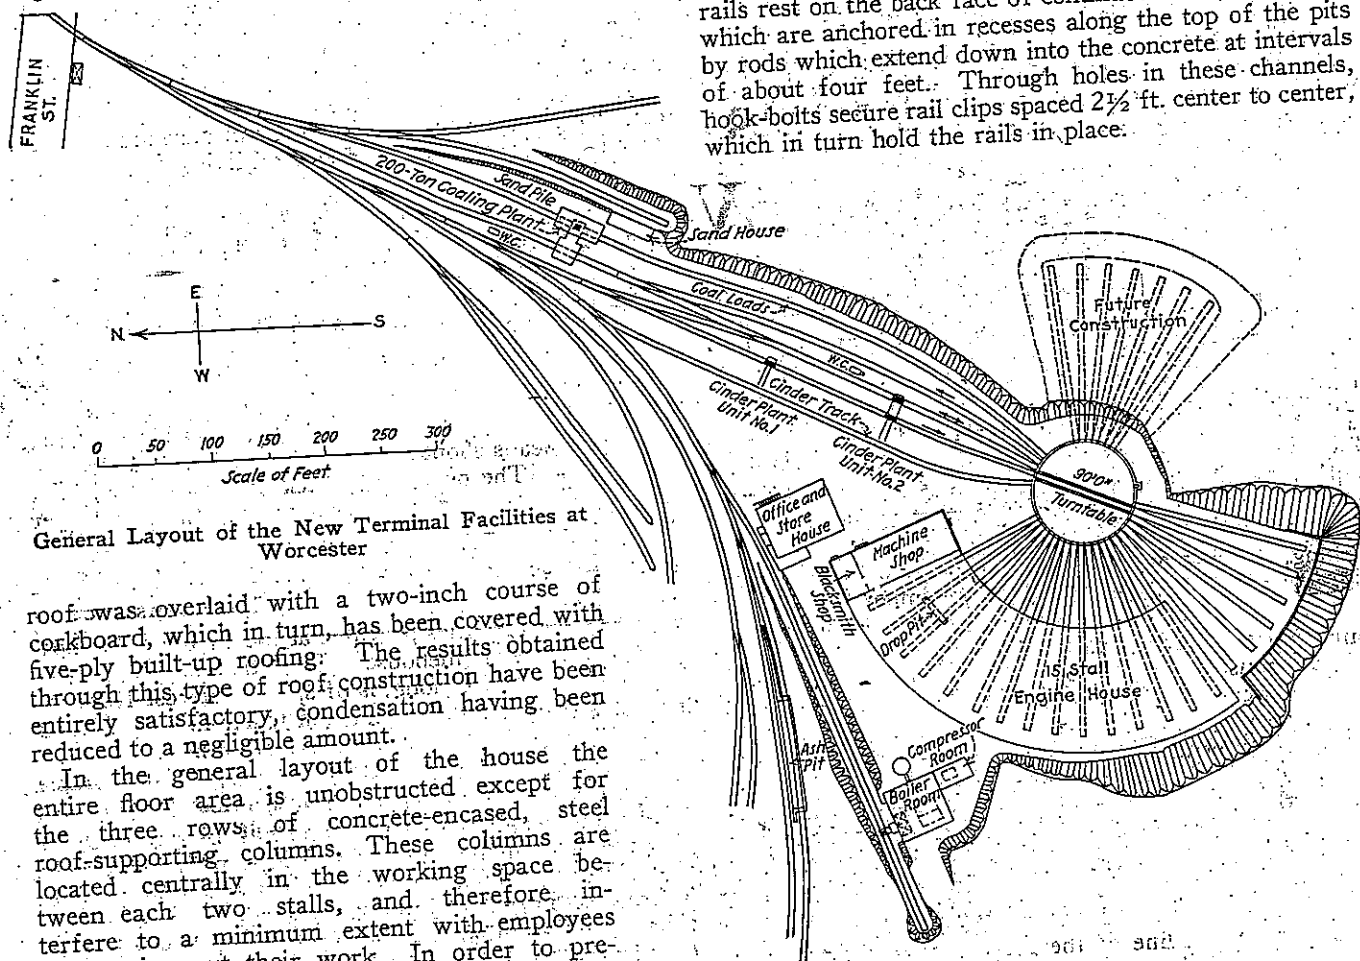 rails rest on the back face of
which are anchored in recesses along the top of the pits
by rods which extend down into the concrete at intervals
of about four feet. Through holes in these channels,
hook-bolts secure rail clips spaced 2½ ft. center to center,
which in turn hold the rails in place.
FRANKLIN
ST.
200-Ton Coaling Plant
Sand Pile
W.C.
Sand House
Coal Loads
W.C.
Cinder Track
Cinder Plant
Unit No.1
Cinder Plant
Unit No.2
Future
Construction
90'0"
Turntable
E
N
S
W
0 50 100 150 200 250 300
Scale of Feet
General Layout of the New Terminal Facilities at
Worcester
Office and
Store
House
Machine
Shop
Blacksmith
Shop
Drop Pits
15 Stall
Engine House
Compressor
Room
Boiler
Room
Ash
Pit
roof was overlaid with a two-inch course of
corkboard, which in turn, has been covered with
five-ply built-up roofing. The results obtained
through this type of roof construction have been
entirely satisfactory, condensation having been
reduced to a negligible amount.
In the general layout of the house the
entire floor area is unobstructed except for
the three rows of concrete-encased, steel
roof-supporting columns. These columns are
located centrally in the working space be-
tween each two stalls, and therefore in-
terfere to a minimum extent with employees
their work. In order to pre-